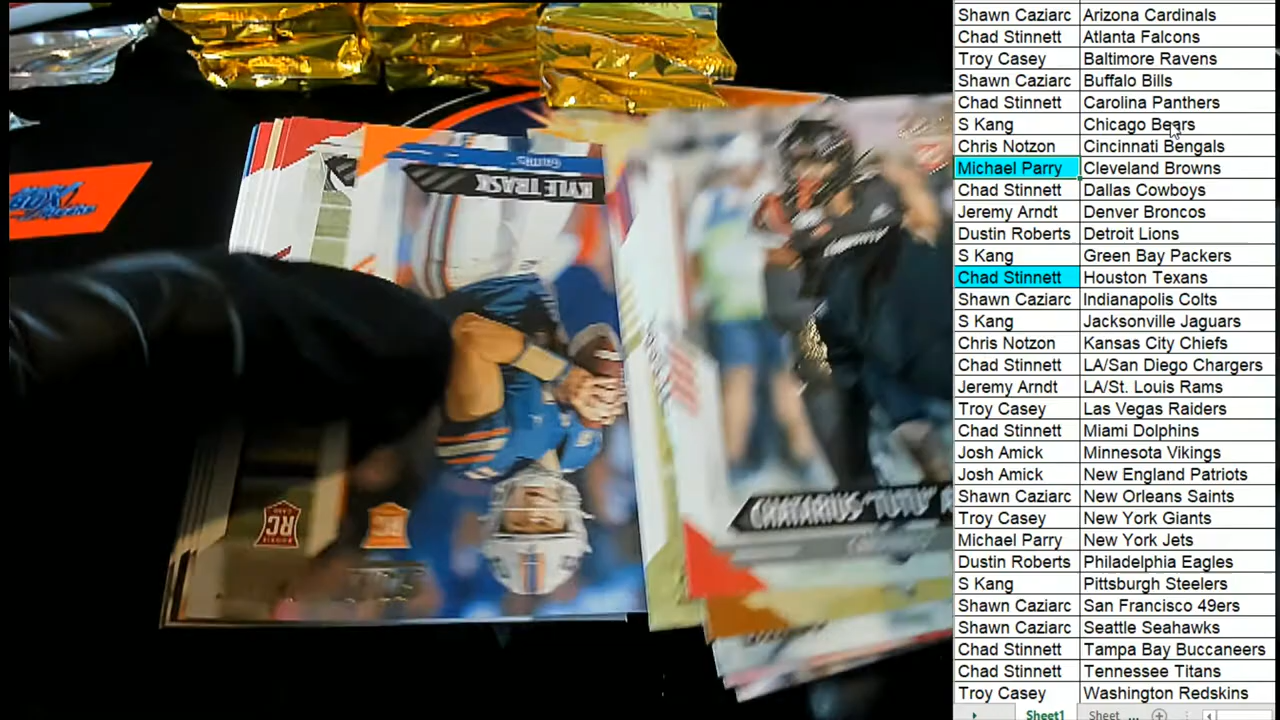 Shawn Caziarc Arizona Cardinals
Chad Stinnett Atlanta Falcons
Troy Casey Baltimore Ravens
Shawn Caziarc Buffalo Bills
Chad Stinnett Carolina Panthers
S Kang Chicago Bears
Chris Notzon Cincinnati Bengals
Michael Parry Cleveland Browns
Chad Stinnett Dallas Cowboys
Jeremy Arndt Denver Broncos
Dustin Roberts Detroit Lions
S Kang Green Bay Packers
Chad Stinnett Houston Texans
Shawn Caziarc Indianapolis Colts
S Kang Jacksonville Jaguars
Chris Notzon Kansas City Chiefs
Chad Stinnett LA/San Diego Chargers
Jeremy Arndt LA/St. Louis Rams
Troy Casey Las Vegas Raiders
Chad Stinnett Miami Dolphins
Josh Amick Minnesota Vikings
Josh Amick New England Patriots
Shawn Caziarc New Orleans Saints
Troy Casey New York Giants
Michael Parry New York Jets
Dustin Roberts Philadelphia Eagles
S Kang Pittsburgh Steelers
Shawn Caziarc San Francisco 49ers
Shawn Caziarc Seattle Seahawks
Chad Stinnett Tampa Bay Buccaneers
Chad Stinnett Tennessee Titans
Troy Casey Washington Redskins
Sheet1 Sheet ...
GATORS
KYLE TRASK
CHATARIUS "TUTU" A
RC
RC
BOX